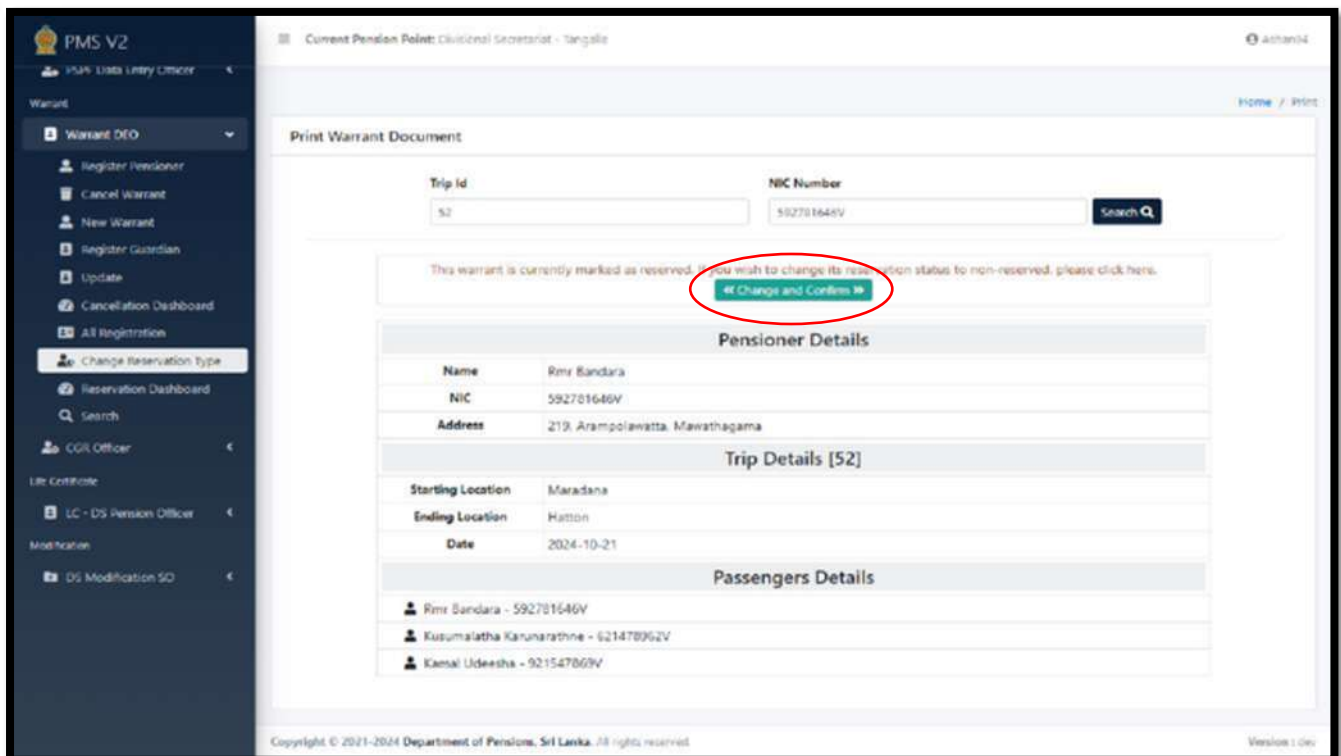 PMS V2
Current Pension Point: Divisional Secretariat - Tangalle
Ashan04
PSPF Data Entry Officer
Warrant
Home / Print
Warrant DEO
Print Warrant Document
Register Pensioner
Trip Id
NIC Number
Cancel Warrant
52
592781646V
Search
New Warrant
Register Guardian
Update
This warrant is currently marked as reserved. If you wish to change its reservation status to non-reserved, please click here.
Cancellation Dashboard
Change and Confirm
All Registration
Pensioner Details
Change Reservation Type
Name Rmr Bandara
Reservation Dashboard
NIC 592781646V
Search
Address 219, Arampolawatta, Mawathagama
CGR Officer
Trip Details [52]
Life Certificate
Starting Location Maradana
LC - DS Pension Officer
Ending Location Hatton
Modification
Date 2024-10-21
DS Modification SO
Passengers Details
Rmr Bandara - 592781646V
Kusumalatha Karunarathne - 621478962V
Kamal Udeesha - 921547869V
Copyright © 2021-2024 Department of Pensions, Sri Lanka. All rights reserved.
Version : dev